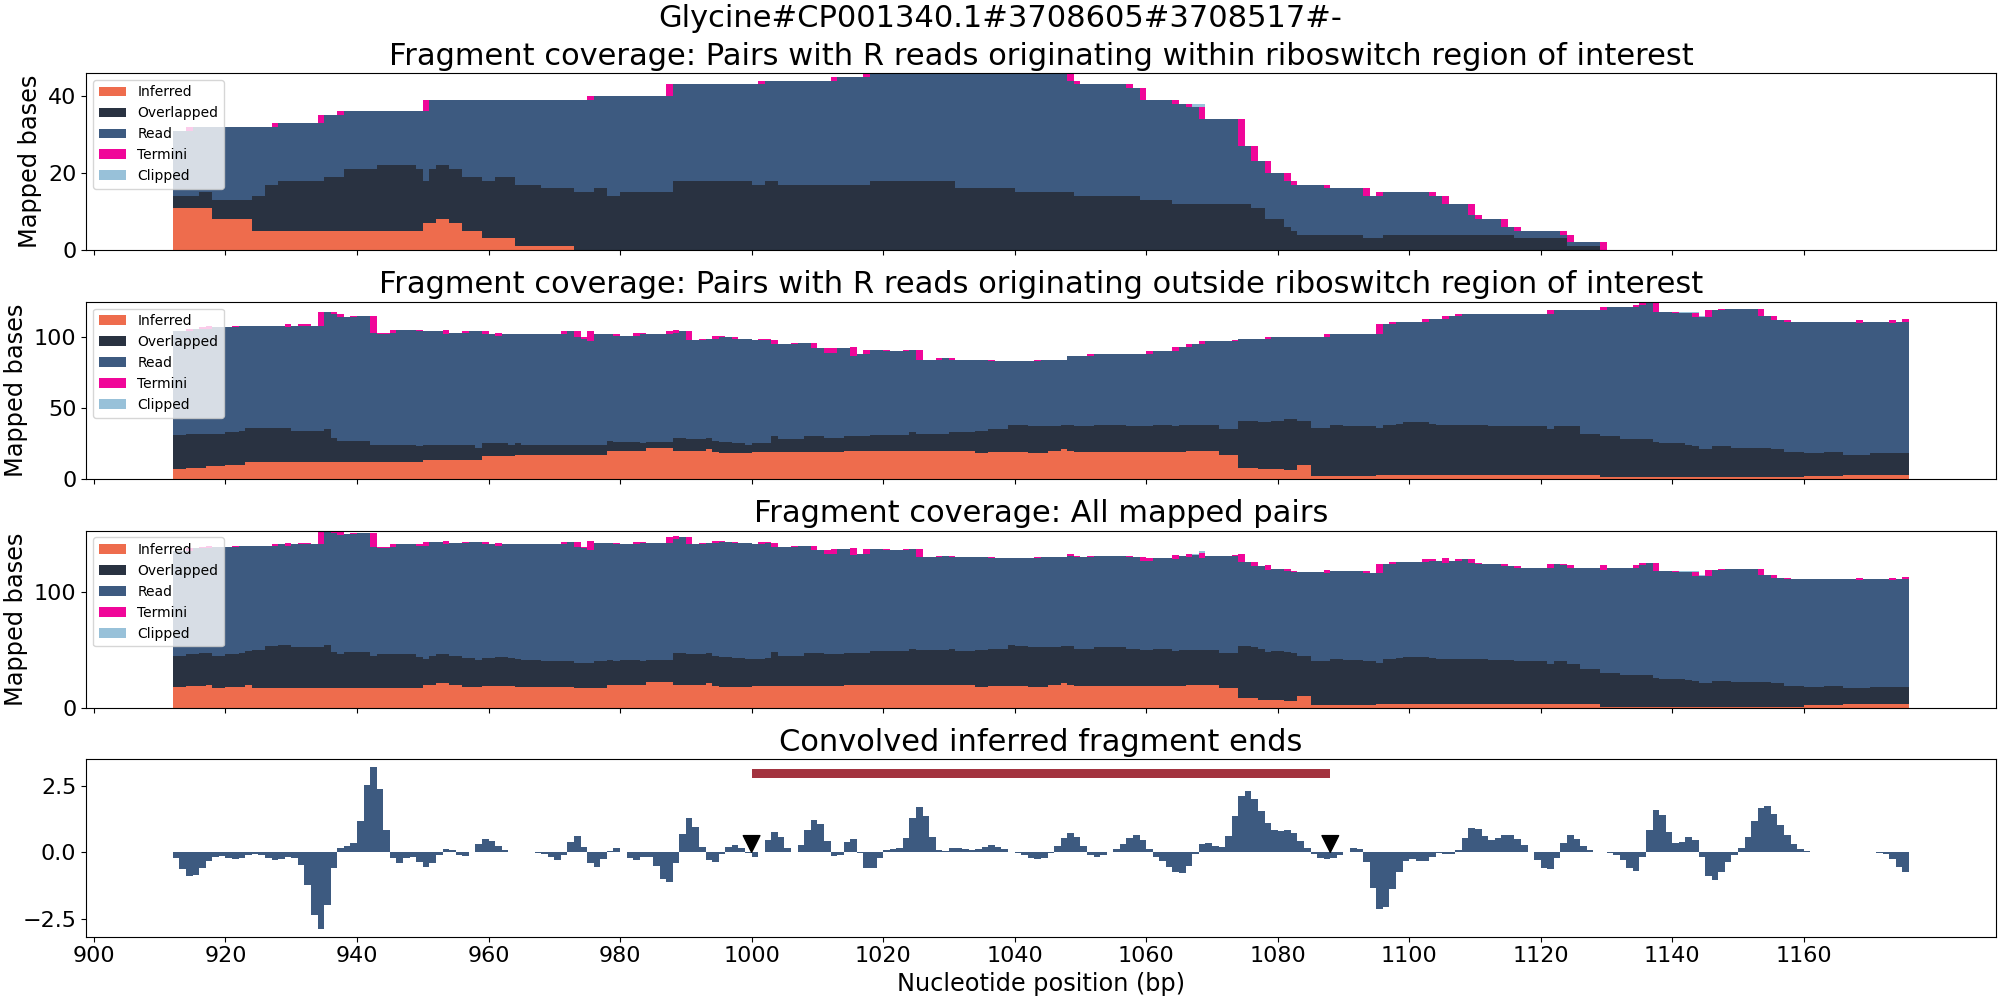 Glycine#CP001340.1#3708605#3708517#-
Fragment coverage: Pairs with R reads originating within riboswitch region of interest
Mapped bases
40
20
0
Inferred
Overlapped
Read
Termini
Clipped
Fragment coverage: Pairs with R reads originating outside riboswitch region of interest
Mapped bases
100
50
0
Inferred
Overlapped
Read
Termini
Clipped
Fragment coverage: All mapped pairs
Mapped bases
100
0
Inferred
Overlapped
Read
Termini
Clipped
Convolved inferred fragment ends
2.5
0.0
−2.5
900 920 940 960 980 1000 1020 1040 1060 1080 1100 1120 1140 1160
Nucleotide position (bp)